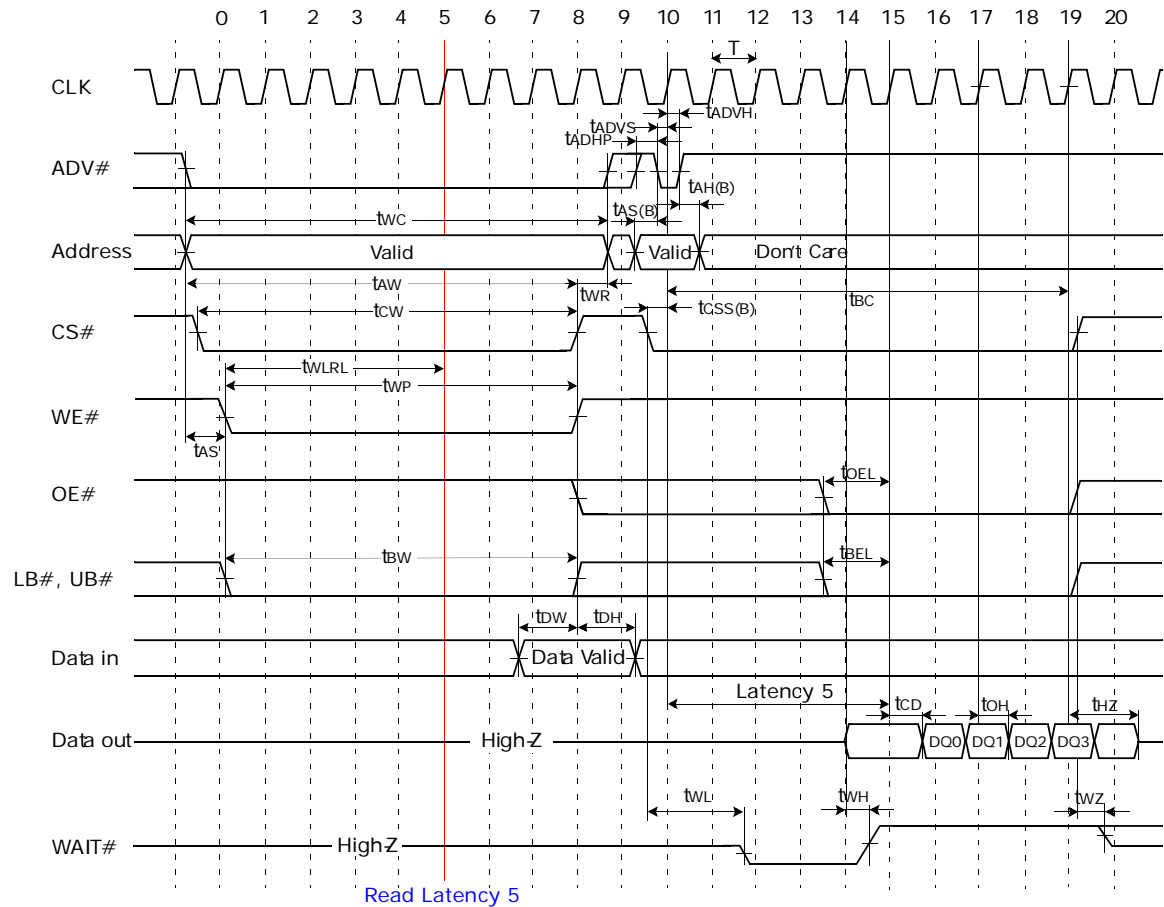 0 1 2 3 4 5 6 7 8 9 10 11 12 13 14 15 16 17 18 19 20
T
CLK
tADVH
tADVS
tADHP
ADV#
tAH(B)
tWC
tAS(B)
Address
Valid
Valid
Don't Care
tAW
tWR
tBC
tCW
tCSS(B)
CS#
tWLRL
tWP
WE#
tAS
tOEL
OE#
tBW
tBEL
LB#, UB#
tDW
tDH
Data in
Data Valid
Latency 5
tCD
tOH
tHZ
Data out
High-Z
DQ0 DQ1 DQ2 DQ3
tWL
tWH
tWZ
WAIT#
High-Z
Read Latency 5